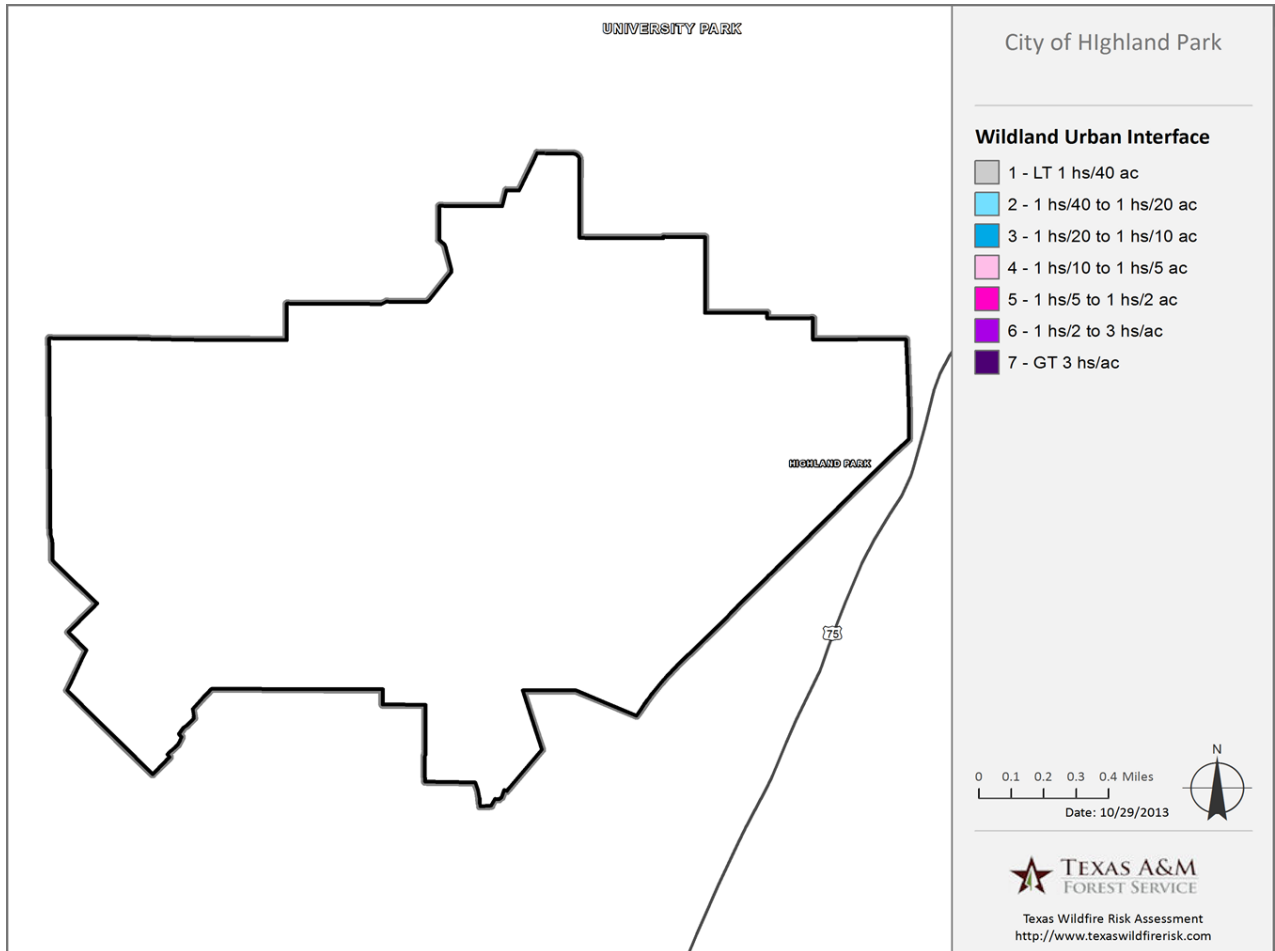 UNIVERSITY PARK
HIGHLAND PARK
75
City of HIghland Park
Wildland Urban Interface
1 - LT 1 hs/40 ac
2 - 1 hs/40 to 1 hs/20 ac
3 - 1 hs/20 to 1 hs/10 ac
4 - 1 hs/10 to 1 hs/5 ac
5 - 1 hs/5 to 1 hs/2 ac
6 - 1 hs/2 to 3 hs/ac
7 - GT 3 hs/ac
N
0 0.1 0.2 0.3 0.4 Miles
Date: 10/29/2013
TEXAS A&M
FOREST SERVICE
Texas Wildfire Risk Assessment
http://www.texaswildfirerisk.com